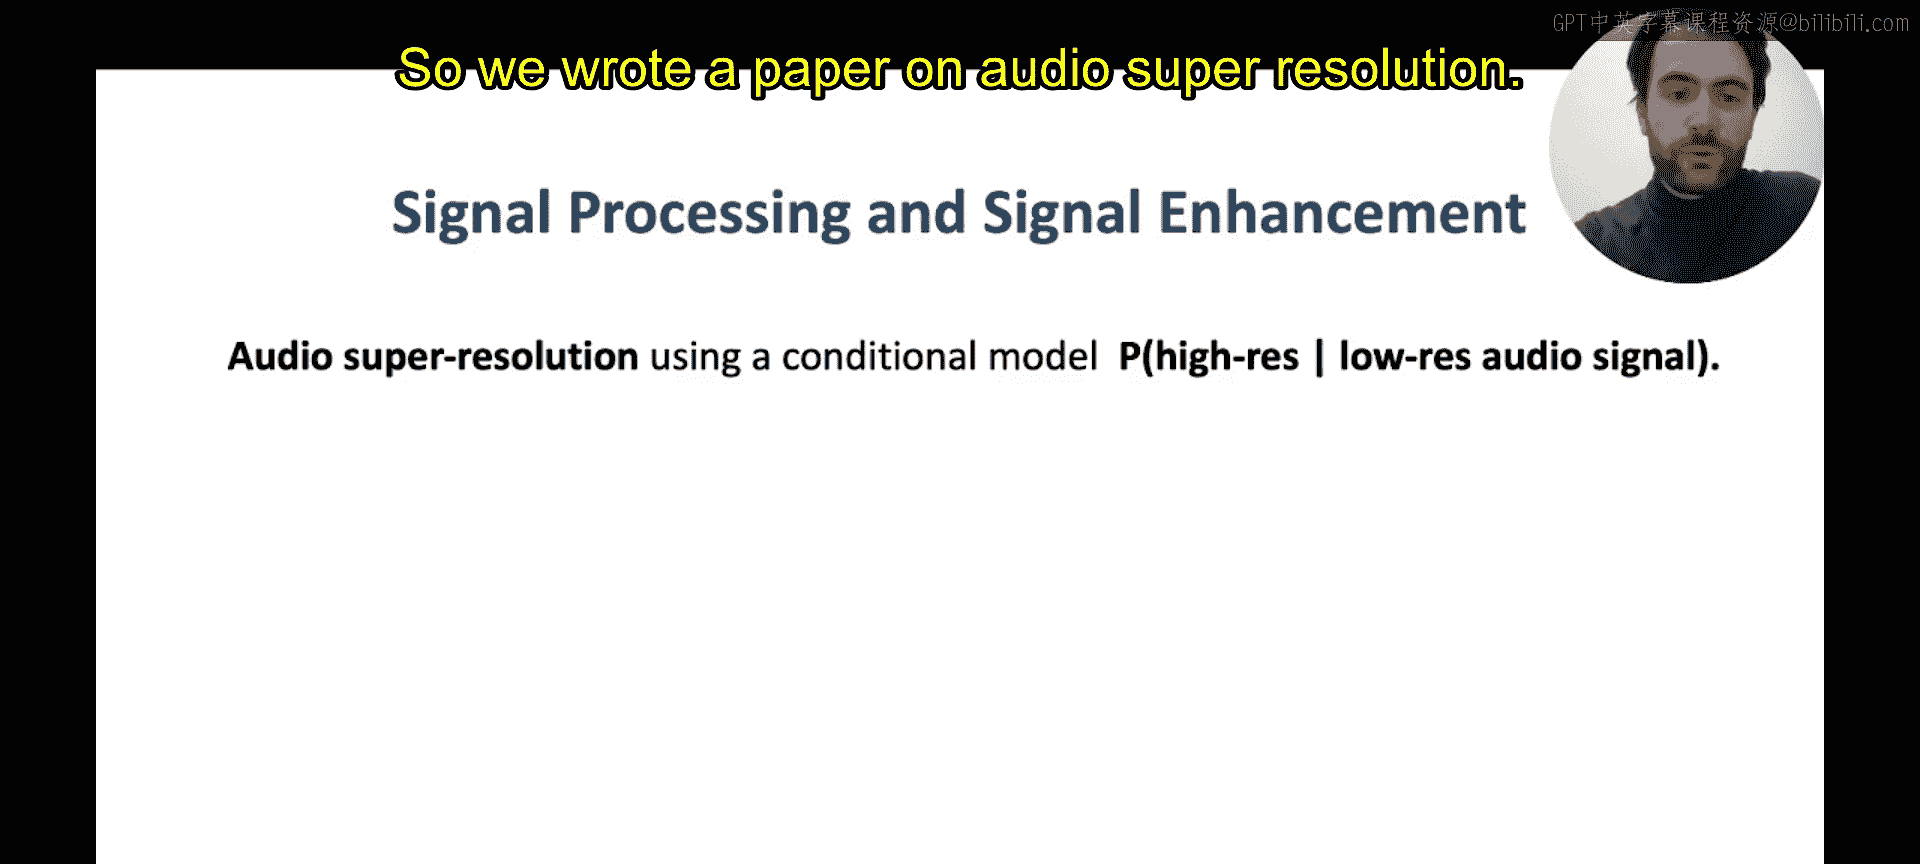 GPT中英字幕课程资源@bilibili.com
So we wrote a paper on audio super resolution.
Signal Processing and Signal Enhancement
Audio super-resolution using a conditional model P(high-res | low-res audio signal).